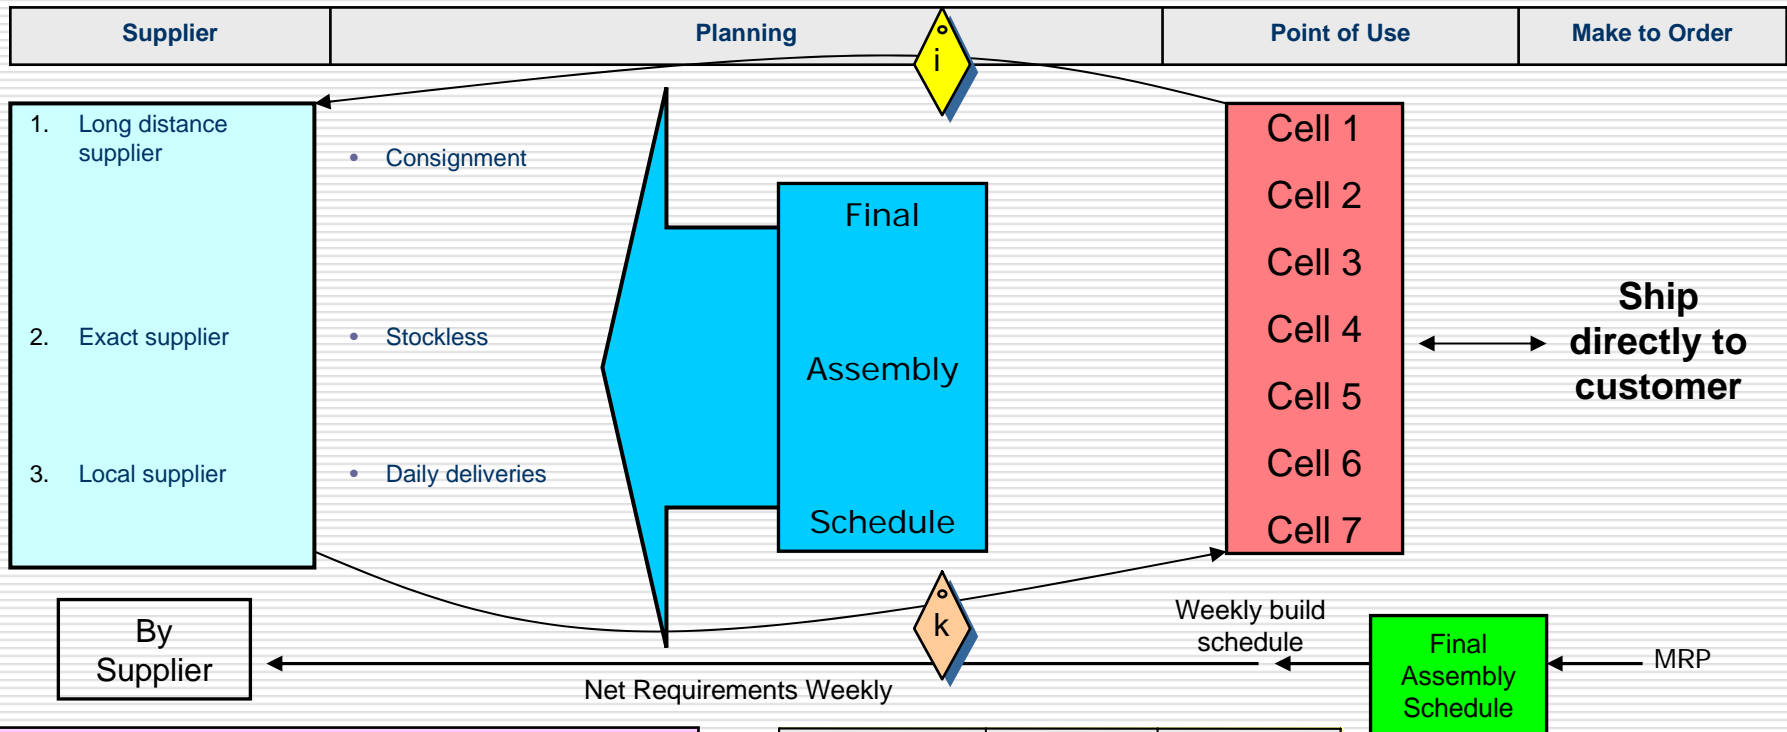 Supplier
Planning
Point of Use
Make to Order
i
1. Long distance
supplier
• Consignment
2. Exact supplier
• Stockless
3. Local supplier
• Daily deliveries
Final
Assembly
Schedule
Cell 1
Cell 2
Cell 3
Cell 4
Cell 5
Cell 6
Cell 7
Ship
directly to
customer
By
Supplier
k
Net Requirements Weekly
Weekly build
schedule
Final
Assembly
Schedule
MRP